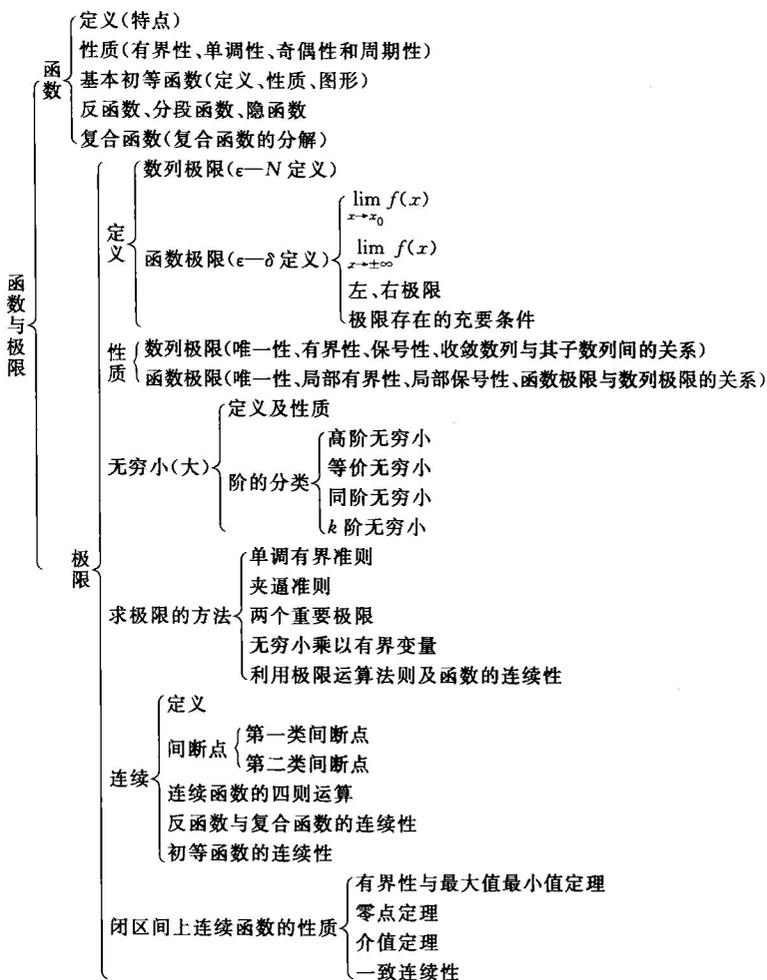 定义(特点)
性质(有界性、单调性、奇偶性和周期性)
函数
基本初等函数(定义、性质、图形)
反函数、分段函数、隐函数
复合函数(复合函数的分解)
数列极限(ε—N 定义)
lim f(x)
x→x₀
定义
函数极限(ε—δ 定义)
lim f(x)
x→±∞
左、右极限
极限存在的充要条件
函数与极限
性质
数列极限(唯一性、有界性、保号性、收敛数列与其子数列间的关系)
函数极限(唯一性、局部有界性、局部保号性、函数极限与数列极限的关系)
定义及性质
无穷小(大)
高阶无穷小
等价无穷小
阶的分类
同阶无穷小
k 阶无穷小
极限
单调有界准则
夹逼准则
求极限的方法
两个重要极限
无穷小乘以有界变量
利用极限运算法则及函数的连续性
定义
间断点
第一类间断点
第二类间断点
连续
连续函数的四则运算
反函数与复合函数的连续性
初等函数的连续性
有界性与最大值最小值定理
零点定理
闭区间上连续函数的性质
介值定理
一致连续性